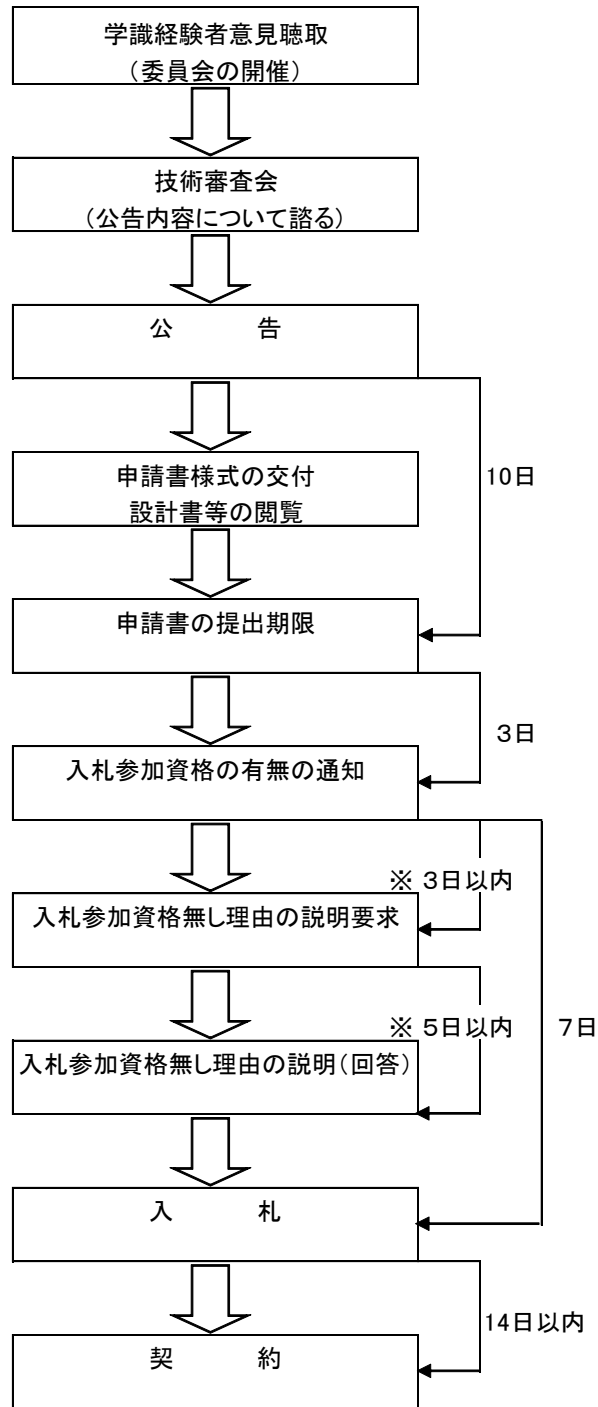 学識経験者意見聴取
（委員会の開催）
技術審査会
（公告内容について諮る）
公　　　告
申請書様式の交付
設計書等の閲覧
10日
申請書の提出期限
３日
入札参加資格の有無の通知
※ ３日以内
入札参加資格無し理由の説明要求
※ ５日以内
７日
入札参加資格無し理由の説明（回答）
入　　　札
14日以内
契　　　約